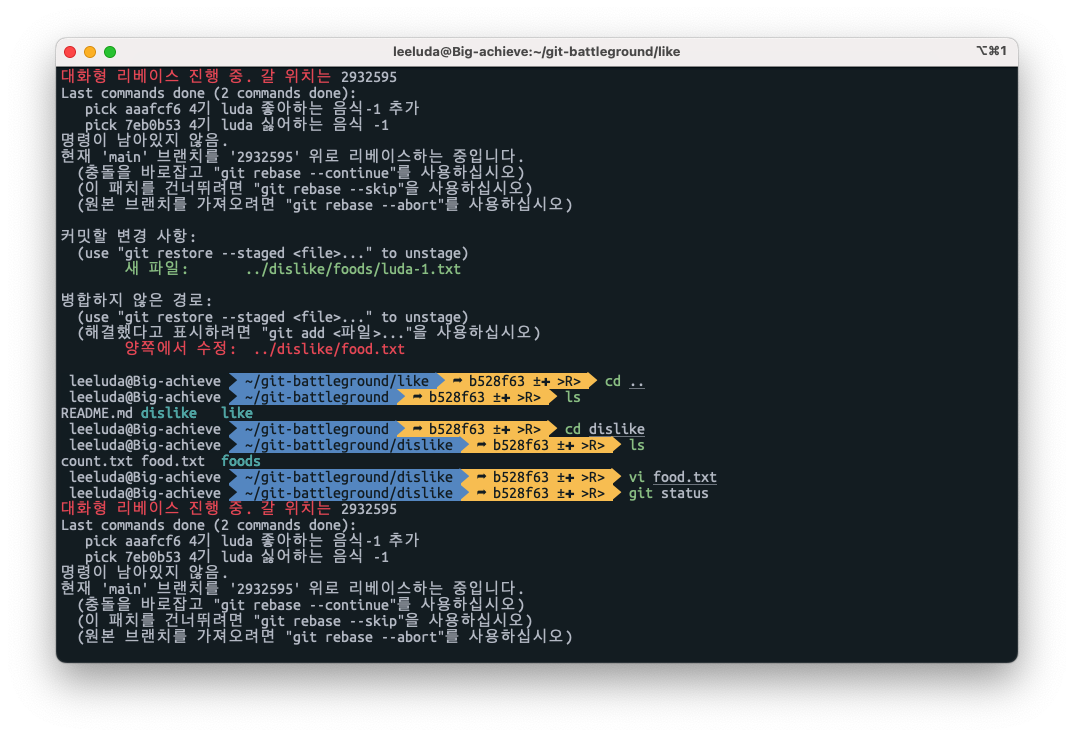 leeluda@Big-achieve:~/git-battleground/like ⌥⌘1
대화형 리베이스 진행 중. 갈 위치는 2932595
Last commands done (2 commands done):
pick aaafcf6 4기 luda 좋아하는 음식-1 추가
pick 7eb0b53 4기 luda 싫어하는 음식 -1
명령이 남아있지 않음.
현재 'main' 브랜치를 '2932595' 위로 리베이스하는 중입니다.
(충돌을 바로잡고 "git rebase --continue"를 사용하십시오)
(이 패치를 건너뛰려면 "git rebase --skip"을 사용하십시오)
(원본 브랜치를 가져오려면 "git rebase --abort"를 사용하십시오)
커밋할 변경 사항:
(use "git restore --staged <file>..." to unstage)
새 파일: ../dislike/foods/luda-1.txt
병합하지 않은 경로:
(use "git restore --staged <file>..." to unstage)
(해결했다고 표시하려면 "git add <파일>..."을 사용하십시오)
양쪽에서 수정: ../dislike/food.txt
leeluda@Big-achieve ~/git-battleground/like ➦ b528f63 ±✚ >R> cd ..
leeluda@Big-achieve ~/git-battleground ➦ b528f63 ±✚ >R> ls
README.md dislike like
leeluda@Big-achieve ~/git-battleground ➦ b528f63 ±✚ >R> cd dislike
leeluda@Big-achieve ~/git-battleground/dislike ➦ b528f63 ±✚ >R> ls
count.txt food.txt foods
leeluda@Big-achieve ~/git-battleground/dislike ➦ b528f63 ±✚ >R> vi food.txt
leeluda@Big-achieve ~/git-battleground/dislike ➦ b528f63 ±✚ >R> git status
대화형 리베이스 진행 중. 갈 위치는 2932595
Last commands done (2 commands done):
pick aaafcf6 4기 luda 좋아하는 음식-1 추가
pick 7eb0b53 4기 luda 싫어하는 음식 -1
명령이 남아있지 않음.
현재 'main' 브랜치를 '2932595' 위로 리베이스하는 중입니다.
(충돌을 바로잡고 "git rebase --continue"를 사용하십시오)
(이 패치를 건너뛰려면 "git rebase --skip"을 사용하십시오)
(원본 브랜치를 가져오려면 "git rebase --abort"를 사용하십시오)